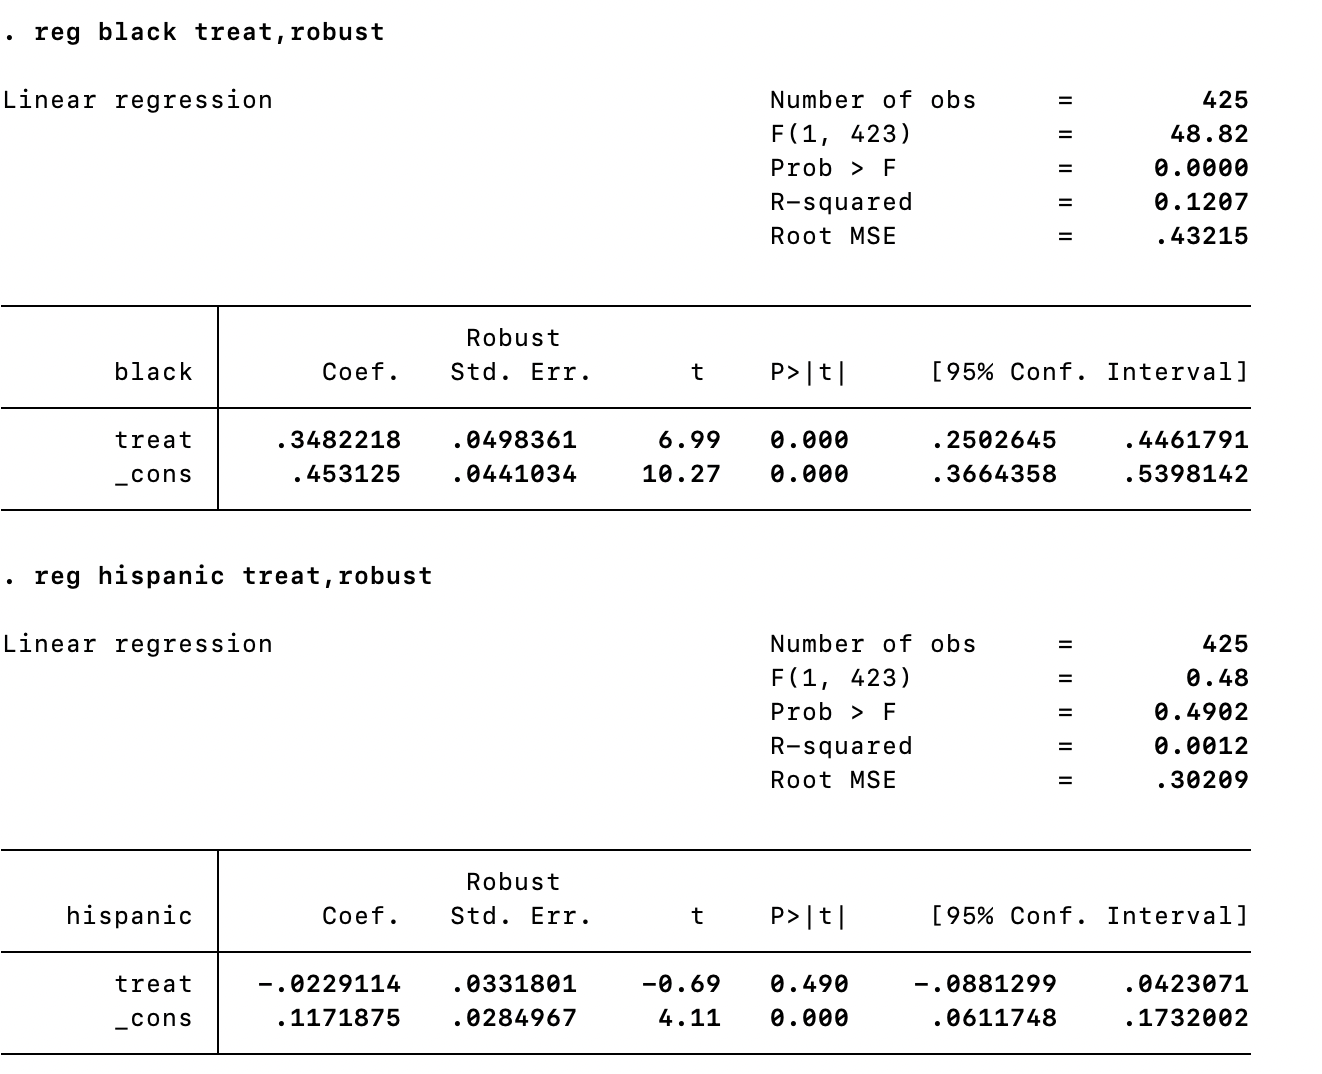 . reg black treat,robust
Linear regression Number of obs = 425
F(1, 423) = 48.82
Prob > F = 0.0000
R-squared = 0.1207
Root MSE = .43215
Robust
black Coef. Std. Err. t P>|t| [95% Conf. Interval]
treat .3482218 .0498361 6.99 0.000 .2502645 .4461791
_cons .453125 .0441034 10.27 0.000 .3664358 .5398142
. reg hispanic treat,robust
Linear regression Number of obs = 425
F(1, 423) = 0.48
Prob > F = 0.4902
R-squared = 0.0012
Root MSE = .30209
Robust
hispanic Coef. Std. Err. t P>|t| [95% Conf. Interval]
treat -.0229114 .0331801 -0.69 0.490 -.0881299 .0423071
_cons .1171875 .0284967 4.11 0.000 .0611748 .1732002